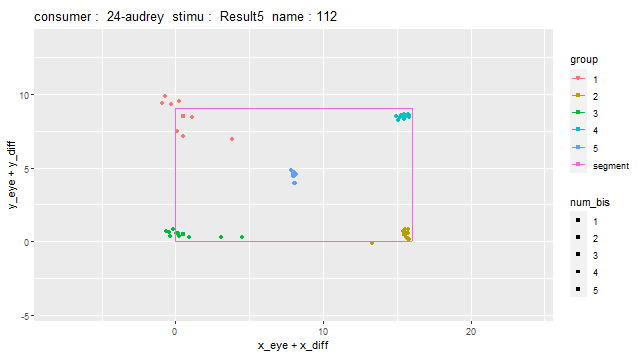 consumer : 24-audrey stimu : Result5 name : 112
group
1
2
3
4
5
segment
num_bis
1
2
3
4
5
y_eye + y_diff
10
5
0
-5
0
10
20
x_eye + x_diff